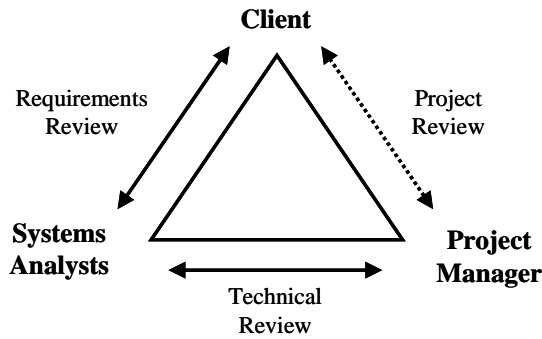 Client
Requirements
Review
Project
Review
Systems
Analysts
Project
Manager
Technical
Review